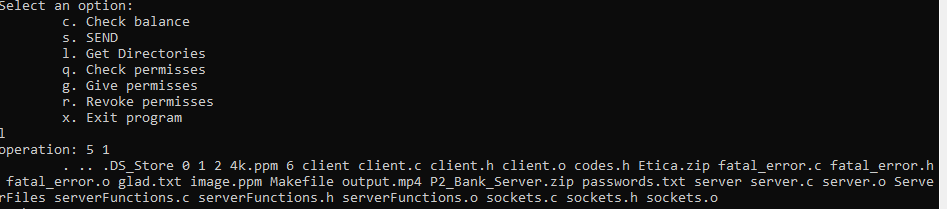 Select an option:
c. Check balance
s. SEND
l. Get Directories
q. Check permisses
g. Give permisses
r. Revoke permisses
x. Exit program
l
operation: 5 1
. .. .DS_Store 0 1 2 4k.ppm 6 client client.c client.h client.o codes.h Etica.zip fatal_error.c fatal_error.h
fatal_error.o glad.txt image.ppm Makefile output.mp4 P2_Bank_Server.zip passwords.txt server server.c server.o Serve
rFiles serverFunctions.c serverFunctions.h serverFunctions.o sockets.c sockets.h sockets.o